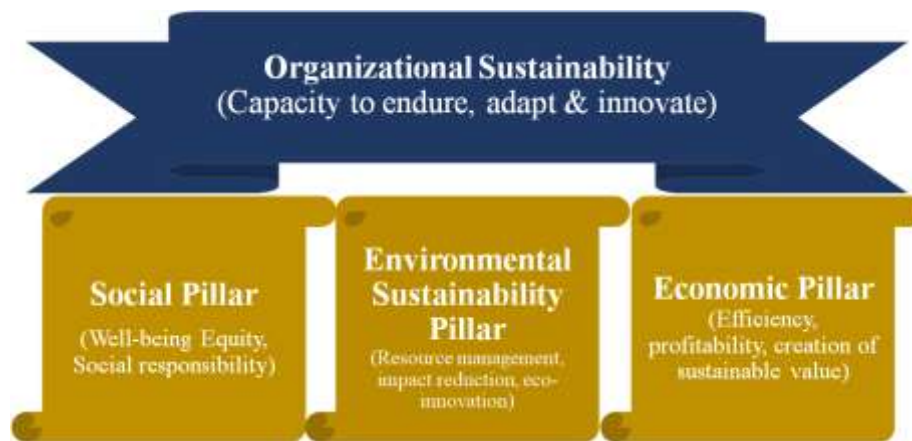 Organizational Sustainability
(Capacity to endure, adapt & innovate)
Social Pillar
(Well-being Equity,
Social responsibility)
Environmental
Sustainability
Pillar
(Resource management,
impact reduction, eco-
innovation)
Economic Pillar
(Efficiency,
profitability, creation of
sustainable value)